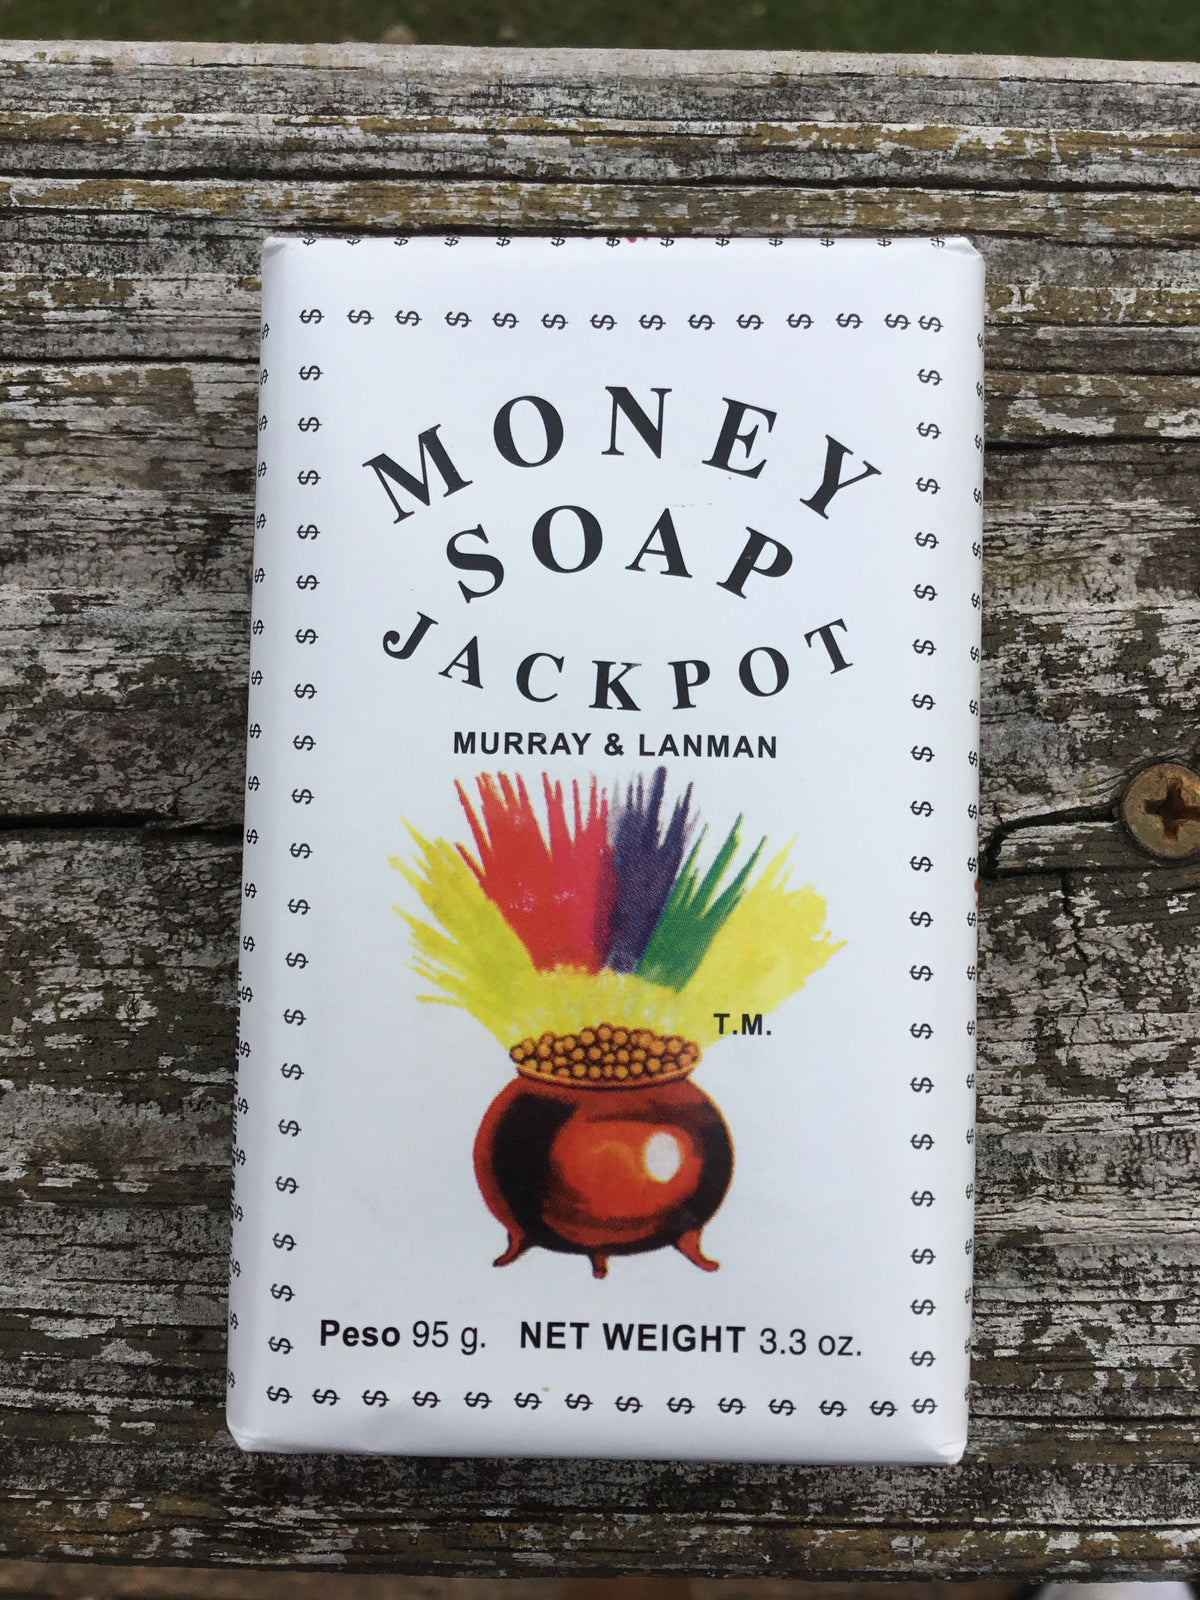 MONEY
SOAP
JACKPOT
MURRAY & LANMAN
T.M.
Peso 95 g. NET WEIGHT 3.3 oz.